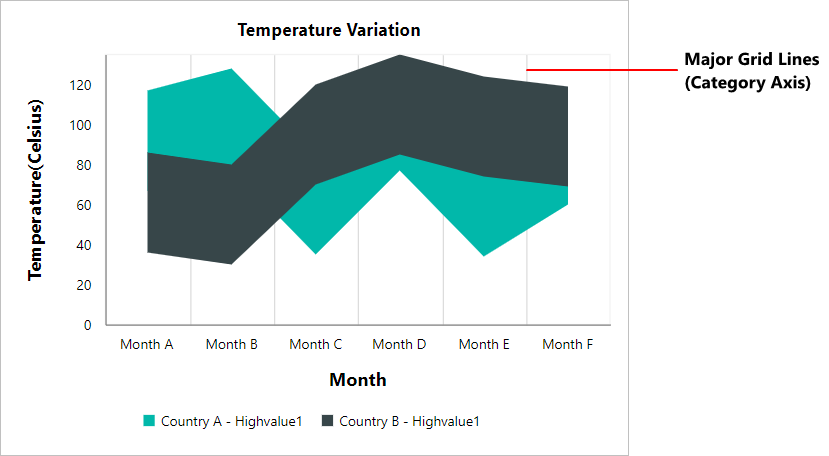 Temperature Variation
Major Grid Lines
(Category Axis)
Temperature(Celsius)
120
100
80
60
40
20
0
Month A
Month B
Month C
Month D
Month E
Month F
Month
Country A - Highvalue1
Country B - Highvalue1